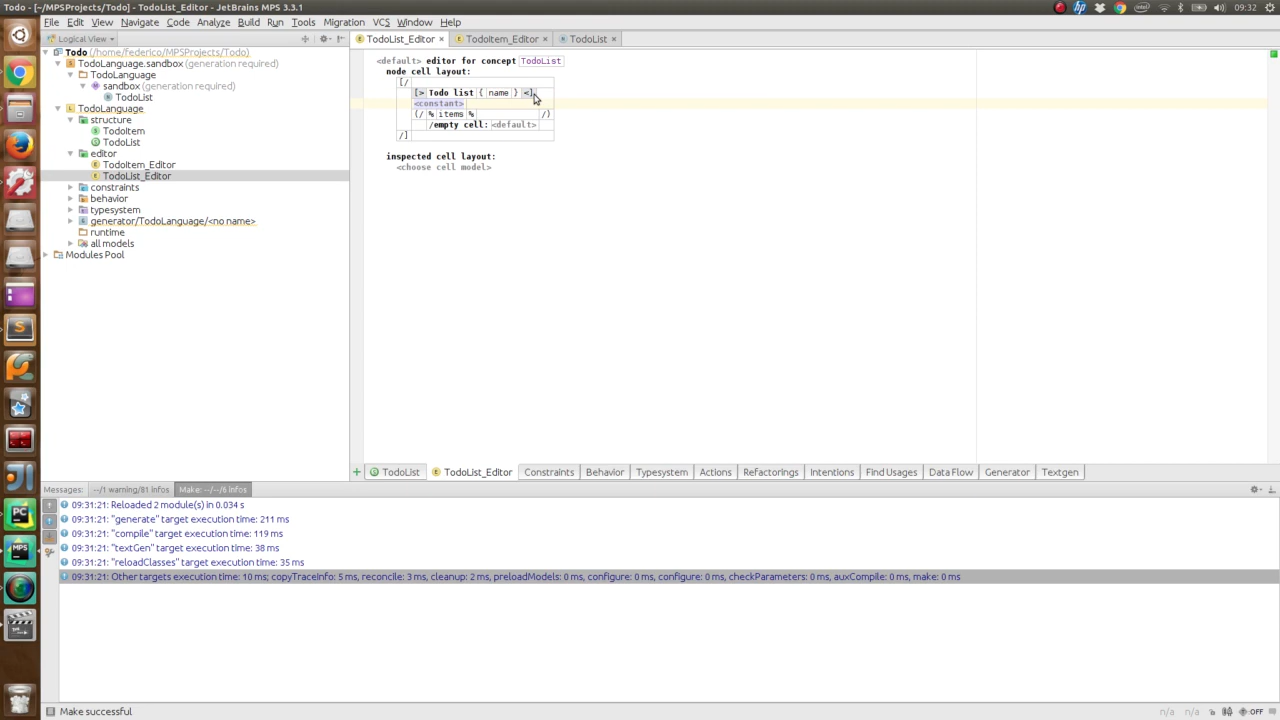 Todo - [~/MPSProjects/Todo] - [TodoList_Editor] - JetBrains MPS 3.3.1
09:32
File Edit View Navigate Code Analyze Build Run Tools Migration VCS Window Help
Logical View
TodoList_Editor × TodoItem_Editor × TodoList ×
Todo (/home/federico/MPSProjects/Todo)
TodoLanguage.sandbox (generation required)
TodoLanguage
sandbox (generation required)
TodoList
TodoLanguage
structure
TodoItem
TodoList
editor
TodoItem_Editor
TodoList_Editor
constraints
behavior
typesystem
generator/TodoLanguage/<no name>
runtime
all models
Modules Pool
<default> editor for concept TodoList
node cell layout:
[/
[> Todo list { name } <]
<constant>
(/ % items % /)
/empty cell: <default>
/]
inspected cell layout:
<choose cell model>
+ TodoList TodoList_Editor Constraints Behavior Typesystem Actions Refactorings Intentions Find Usages Data Flow Generator Textgen
Messages: --/1 warning/81 infos Make: --/--/6 infos
09:31:21: Reloaded 2 module(s) in 0.034 s
09:31:21: "generate" target execution time: 211 ms
09:31:21: "compile" target execution time: 119 ms
09:31:21: "textGen" target execution time: 38 ms
09:31:21: "reloadClasses" target execution time: 35 ms
09:31:21: Other targets execution time: 10 ms; copyTraceInfo: 5 ms, reconcile: 3 ms, cleanup: 2 ms, preloadModels: 0 ms, configure: 0 ms, configure: 0 ms, checkParameters: 0 ms, auxCompile: 0 ms, make: 0 ms
Make successful
n/a n/a OFF